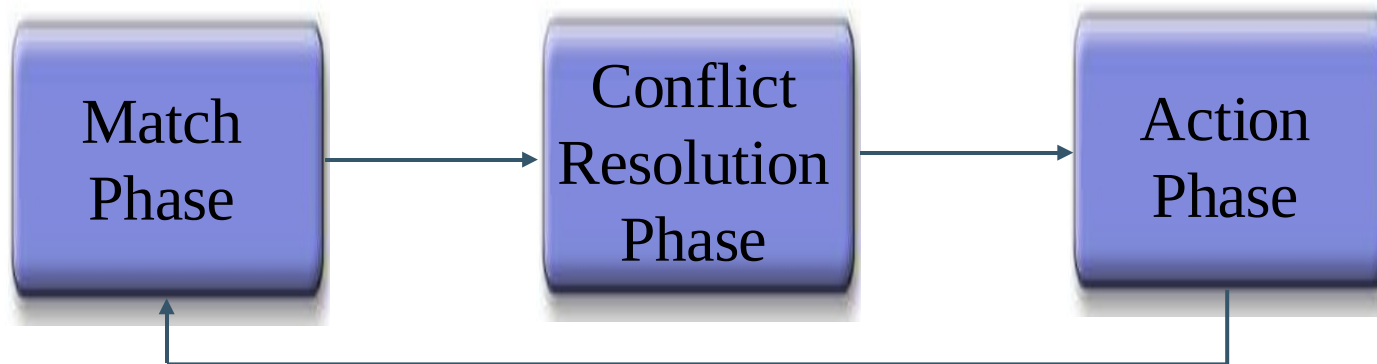 Match
Phase
Conflict
Resolution
Phase
Action
Phase